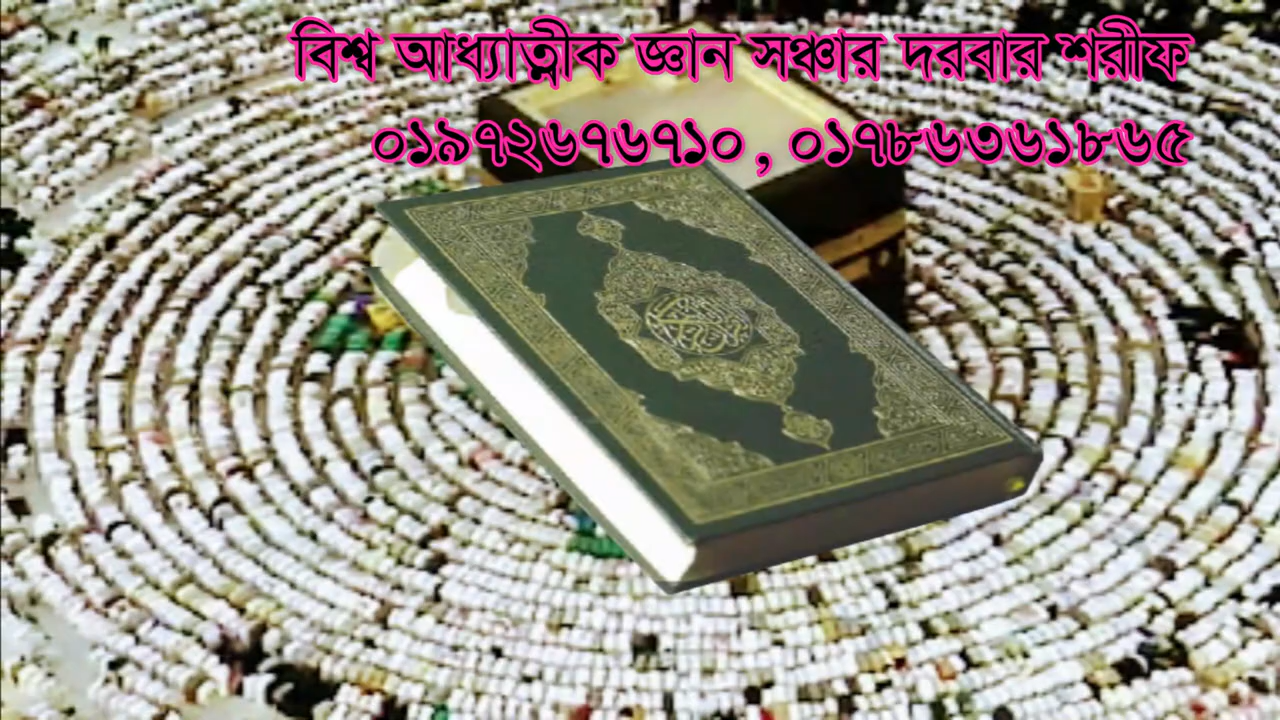 বিশ্ব আধ্যাত্নীক জ্ঞান সঞ্চার দরবার শরীফ
০১৯৭২৬৭৬৭১০ , ০১৭৮৬৩৬১৮৬৫